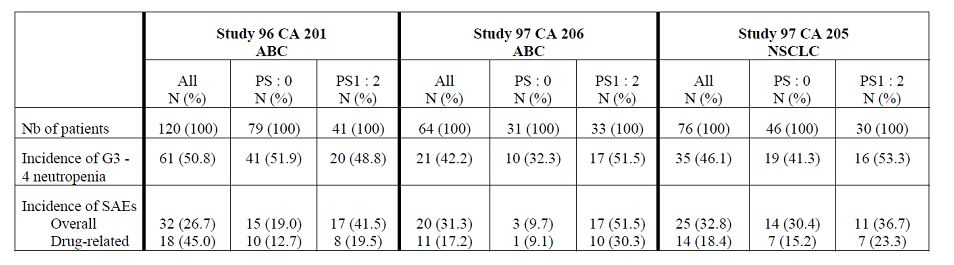 Study 96 CA 201 Study 97 CA 206 Study 97 CA 205
ABC ABC NSCLC
All PS : 0 PS1 : 2 All PS : 0 PS1 : 2 All PS : 0 PS1 : 2
N (%) N (%) N (%) N (%) N (%) N (%) N (%) N (%) N (%)
Nb of patients 120 (100) 79 (100) 41 (100) 64 (100) 31 (100) 33 (100) 76 (100) 46 (100) 30 (100)
Incidence of G3 - 61 (50.8) 41 (51.9) 20 (48.8) 21 (42.2) 10 (32.3) 17 (51.5) 35 (46.1) 19 (41.3) 16 (53.3)
4 neutropenia
Incidence of SAEs
Overall 32 (26.7) 15 (19.0) 17 (41.5) 20 (31.3) 3 (9.7) 17 (51.5) 25 (32.8) 14 (30.4) 11 (36.7)
Drug-related 18 (45.0) 10 (12.7) 8 (19.5) 11 (17.2) 1 (9.1) 10 (30.3) 14 (18.4) 7 (15.2) 7 (23.3)